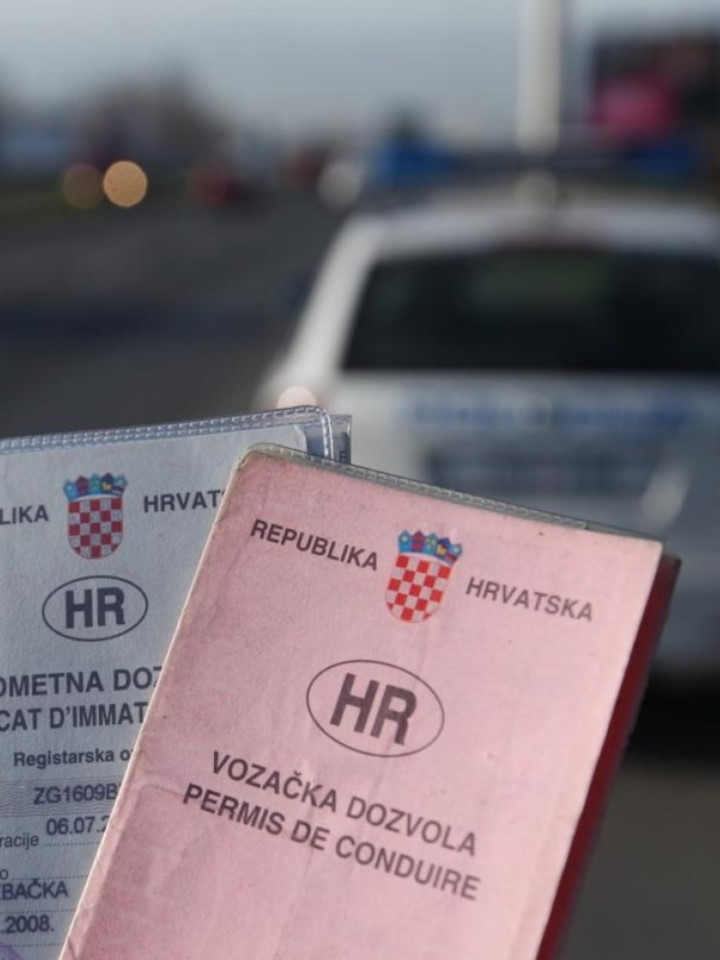 LIKA HRVAT
HR
OMETNA DOZ
CAT D'IMMAT
Registarska o
ZG1609B
racije 06.07.2
o
BAČKA
.2008.
REPUBLIKA HRVATSKA
HR
VOZAČKA DOZVOLA
PERMIS DE CONDUIRE